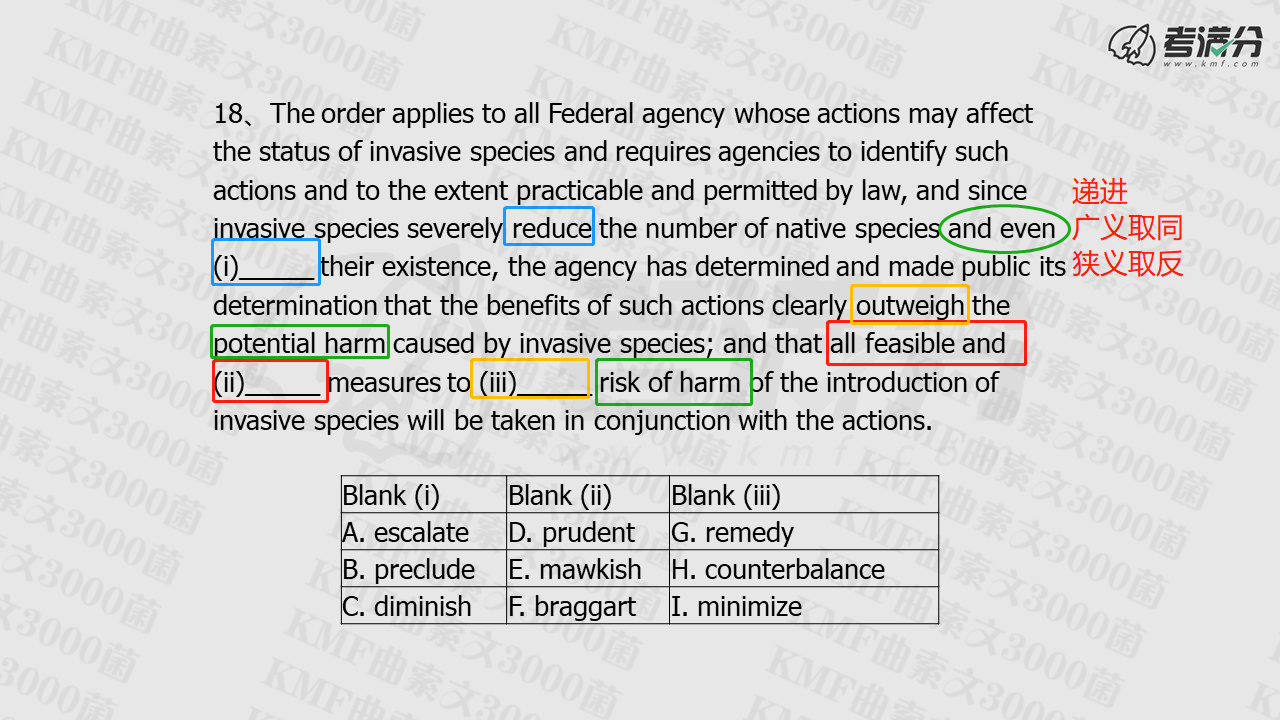 考满分
www.kmf.com
18、The order applies to all Federal agency whose actions may affect
the status of invasive species and requires agencies to identify such
actions and to the extent practicable and permitted by law, and since
invasive species severely reduce the number of native species and even
(i)______ their existence, the agency has determined and made public its
determination that the benefits of such actions clearly outweigh the
potential harm caused by invasive species; and that all feasible and
(ii)______ measures to (iii)______ risk of harm of the introduction of
invasive species will be taken in conjunction with the actions.
递进
广义取同
狭义取反
Blank (i) Blank (ii) Blank (iii)
A. escalate D. prudent G. remedy
B. preclude E. mawkish H. counterbalance
C. diminish F. braggart I. minimize
KMF曲索文3000菌